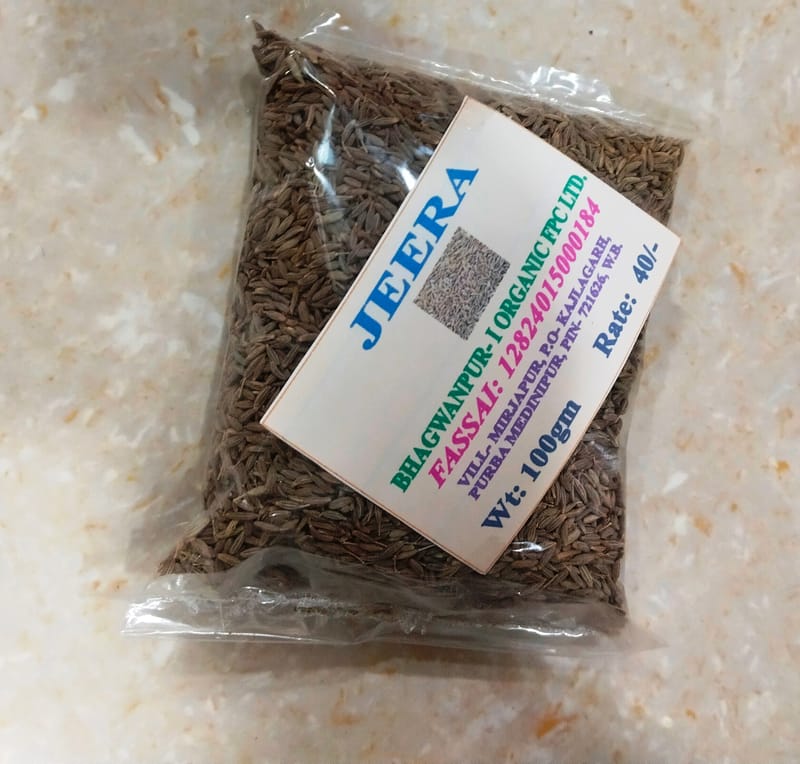 JEERA
BHAGWANPUR- I ORGANIC FPC LTD.
FASSAI: 12824015000184
VILL- MIRJAPUR, P.O- KAJLAGARH,
PURBA MEDINIPUR, PIN- 721626, W.B.
Wt: 100gm Rate: 40/-